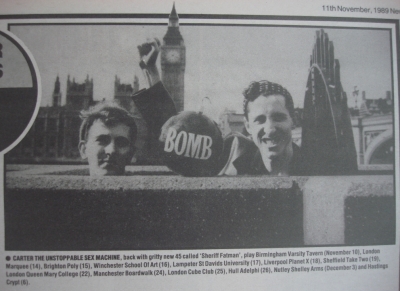 11th November, 1989
BOMB
● CARTER THE UNSTOPPABLE SEX MACHINE, back with gritty new 45 called 'Sheriff Fatman', play Birmingham Varsity Tavern (November 10), London
Marquee (14), Brighton Poly (15), Winchester School Of Art (16), Lampeter St Davids University (17), Liverpool Planet X (18), Sheffield Take Two (19),
London Queen Mary College (22), Manchester Boardwalk (24), London Cube Club (25), Hull Adelphi (26), Nutley Shelley Arms (December 3) and Hastings
Crypt (6).